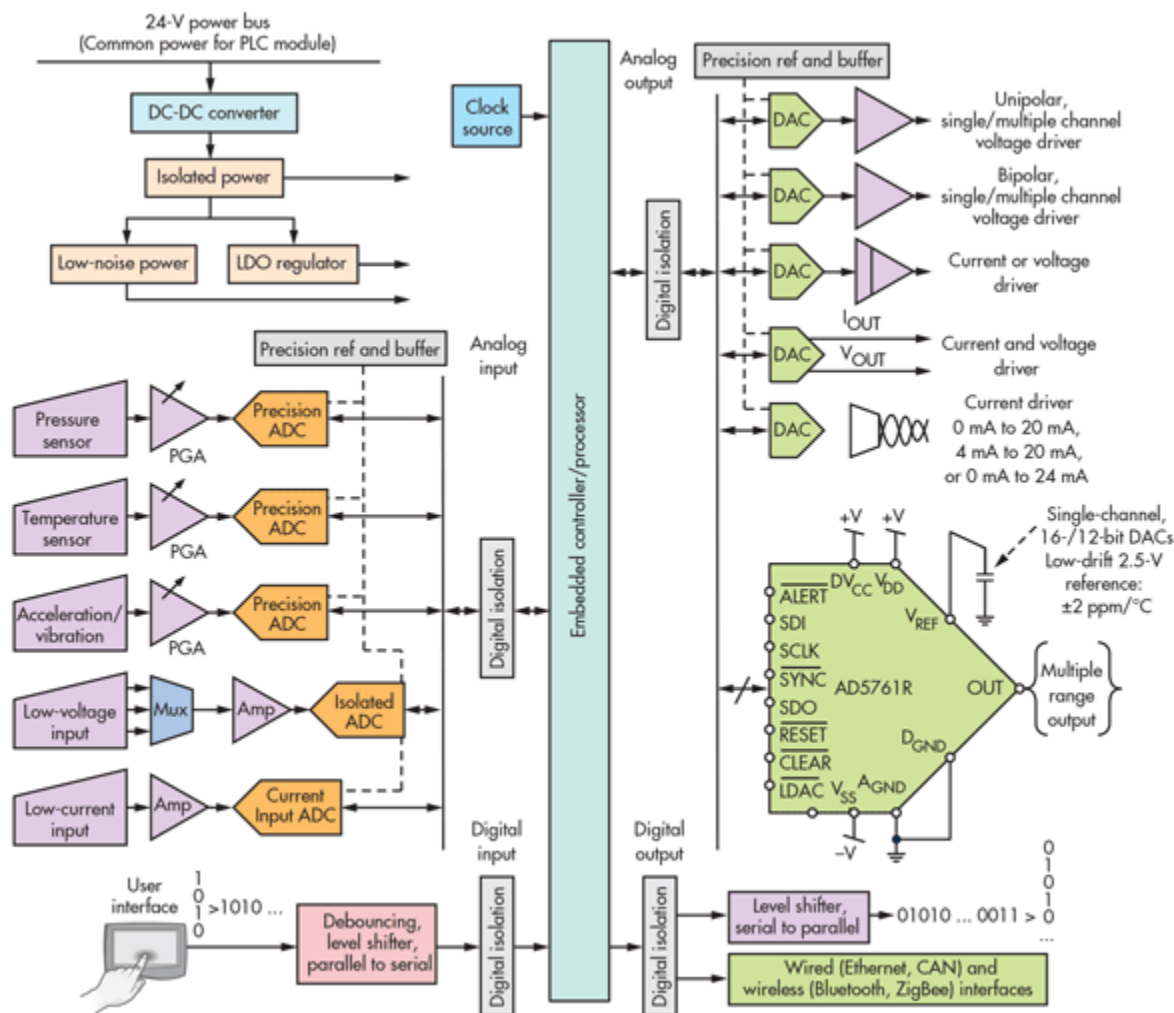 24-V power bus
(Common power for PLC module)
DC-DC converter
Isolated power
Low-noise power
LDO regulator
Clock
source
Precision ref and buffer
Analog
input
Pressure
sensor
PGA
Precision
ADC
Temperature
sensor
PGA
Precision
ADC
Acceleration/
vibration
PGA
Precision
ADC
Low-voltage
input
Mux
Amp
Isolated
ADC
Low-current
input
Amp
Current
Input ADC
Digital isolation
Digital
input
User
interface
1
0
1
0
>1010 ...
Debouncing,
level shifter,
parallel to serial
Digital isolation
Embedded controller/processor
Analog
output
Precision ref and buffer
Digital isolation
DAC
Unipolar,
single/multiple channel
voltage driver
DAC
Bipolar,
single/multiple channel
voltage driver
DAC
Current or voltage
driver
DAC
IOUT
VOUT
Current and voltage
driver
DAC
Current driver
0 mA to 20 mA,
4 mA to 20 mA,
or 0 mA to 24 mA
+V
+V
Single-channel,
16-/12-bit DACs
Low-drift 2.5-V
reference:
±2 ppm/°C
ALERT
DVCC
VDD
SDI
SCLK
SYNC
SDO
RESET
CLEAR
LDAC
VREF
AD5761R
OUT
DGND
VSS
AGND
–V
Multiple
range
output
Digital
output
Digital isolation
Level shifter,
serial to parallel
01010 ... 0011 >
0
1
0
1
0
...
Wired (Ethernet, CAN) and
wireless (Bluetooth, ZigBee) interfaces